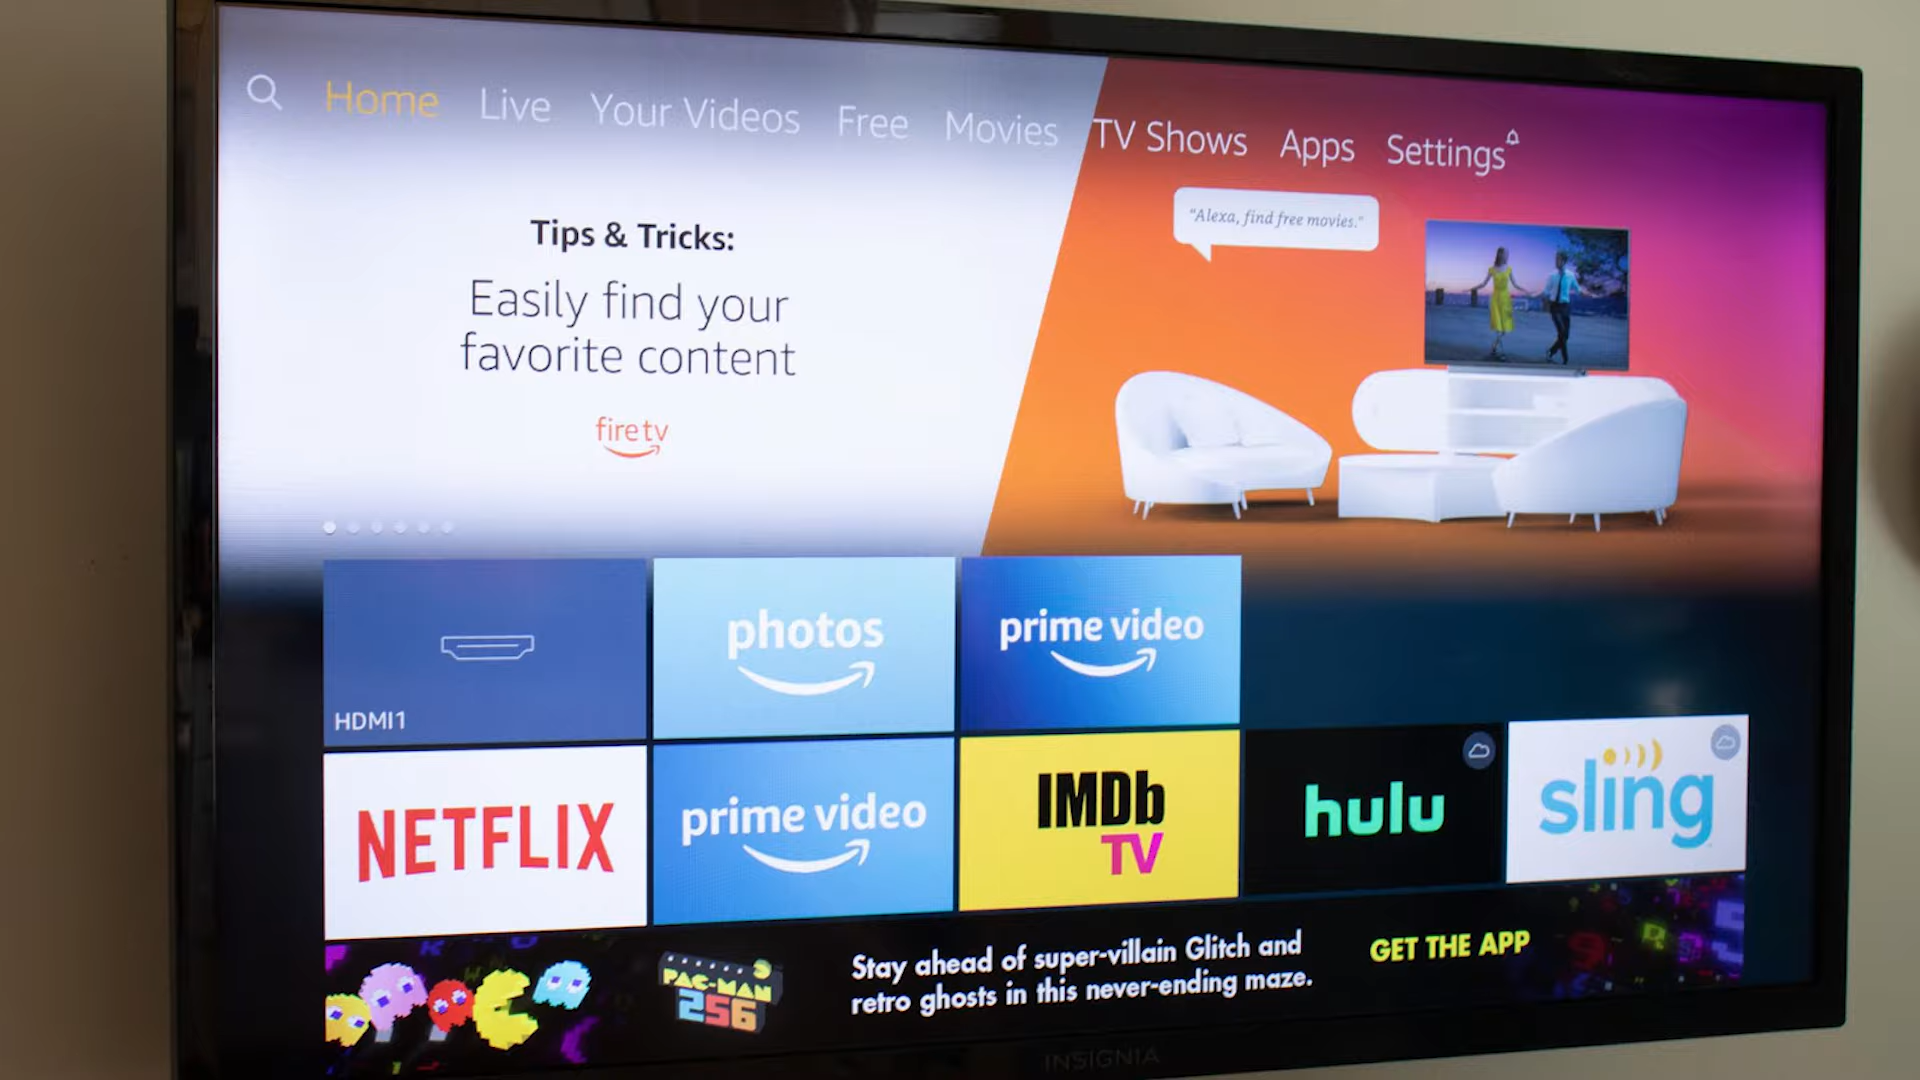 Home Live Your Videos Free Movies TV Shows Apps Settings
"Alexa, find free movies."
Tips & Tricks:
Easily find your
favorite content
fire tv
HDMI1
photos
prime video
NETFLIX
prime video
IMDb
TV
hulu
sling
PAC-MAN
256
Stay ahead of super-villain Glitch and
retro ghosts in this never-ending maze.
GET THE APP
INSIGNIA